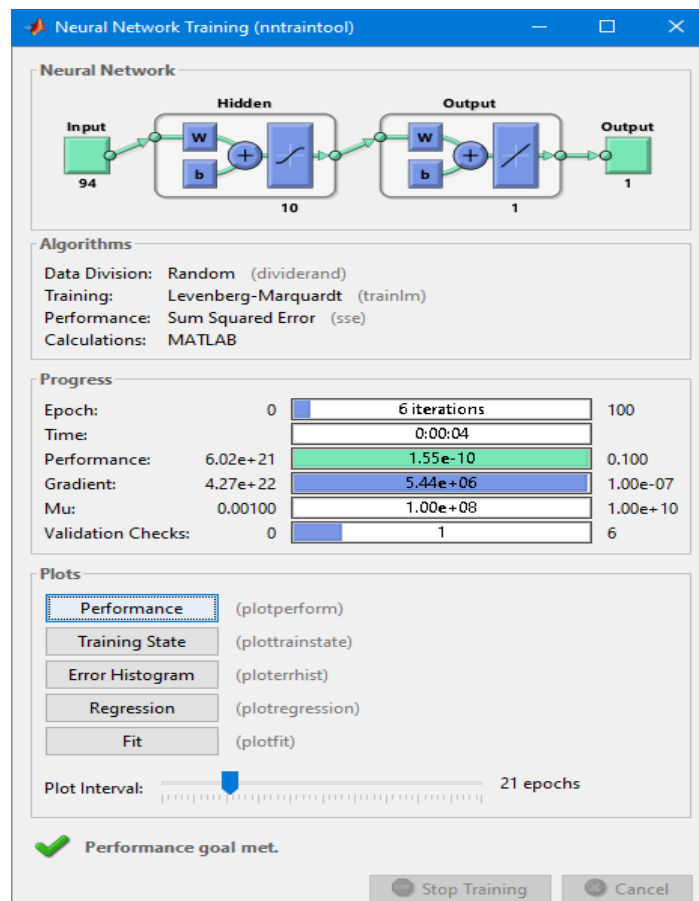 Neural Network Training (nntraintool)
Neural Network
Hidden Output
Input W b + W b + Output
94 10 1 1
Algorithms
Data Division: Random (dividerand)
Training: Levenberg-Marquardt (trainlm)
Performance: Sum Squared Error (sse)
Calculations: MATLAB
Progress
Epoch: 0 6 iterations 100
Time: 0:00:04
Performance: 6.02e+21 1.55e-10 0.100
Gradient: 4.27e+22 5.44e+06 1.00e-07
Mu: 0.00100 1.00e+08 1.00e+10
Validation Checks: 0 1 6
Plots
Performance (plotperform)
Training State (plottrainstate)
Error Histogram (ploterrhist)
Regression (plotregression)
Fit (plotfit)
Plot Interval: 21 epochs
Performance goal met.
Stop Training Cancel